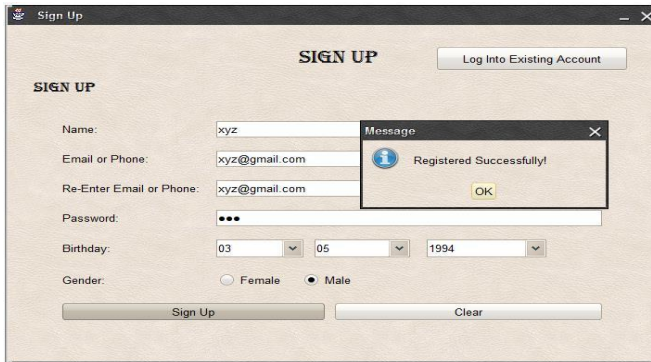 Sign Up
SIGN UP
Log Into Existing Account
SIGN UP
Name: xyz
Message
Email or Phone: xyz@gmail.com
Registered Successfully!
Re-Enter Email or Phone: xyz@gmail.com
OK
Password: •••
Birthday: 03 05 1994
Gender: Female Male
Sign Up Clear